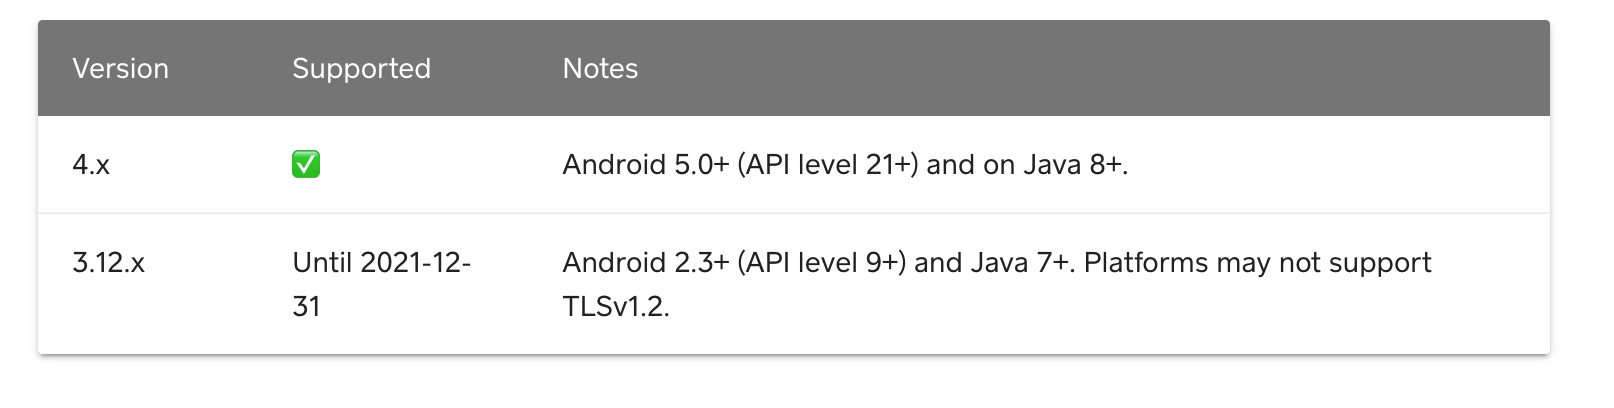 Version Supported Notes
4.x ✅ Android 5.0+ (API level 21+) and on Java 8+.
3.12.x Until 2021-12- Android 2.3+ (API level 9+) and Java 7+. Platforms may not support
31 TLSv1.2.